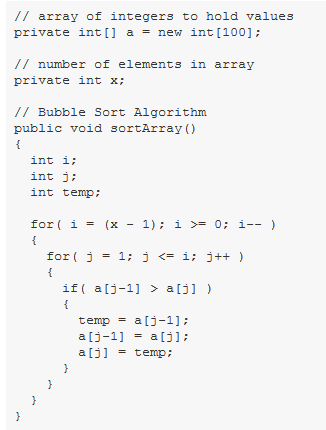 // array of integers to hold values
private int[] a = new int[100];

// number of elements in array
private int x;

// Bubble Sort Algorithm
public void sortArray()
{
  int i;
  int j;
  int temp;

  for( i = (x - 1); i >= 0; i-- )
  {
    for( j = 1; j <= i; j++ )
    {
      if( a[j-1] > a[j] )
      {
        temp = a[j-1];
        a[j-1] = a[j];
        a[j] = temp;
      }
    }
  }
}